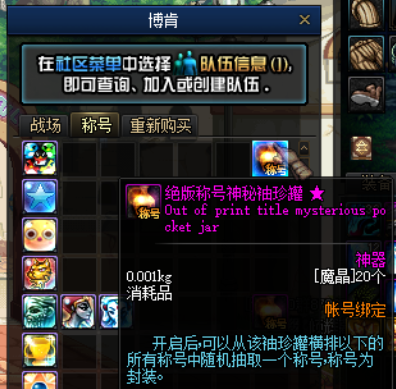 博肯
在社区菜单中选择 队伍信息(I),
即可查询、加入或创建队伍.
战场 称号 重新购买
称号
绝版称号神秘袖珍罐 ★
Out of print title mysterious po
cket jar
称号
神器
0.001kg [魔晶]20个
消耗品
帐号绑定
开启后,可以从该袖珍罐横排以下的
所有称号中随机抽取一个称号,称号为
封装。